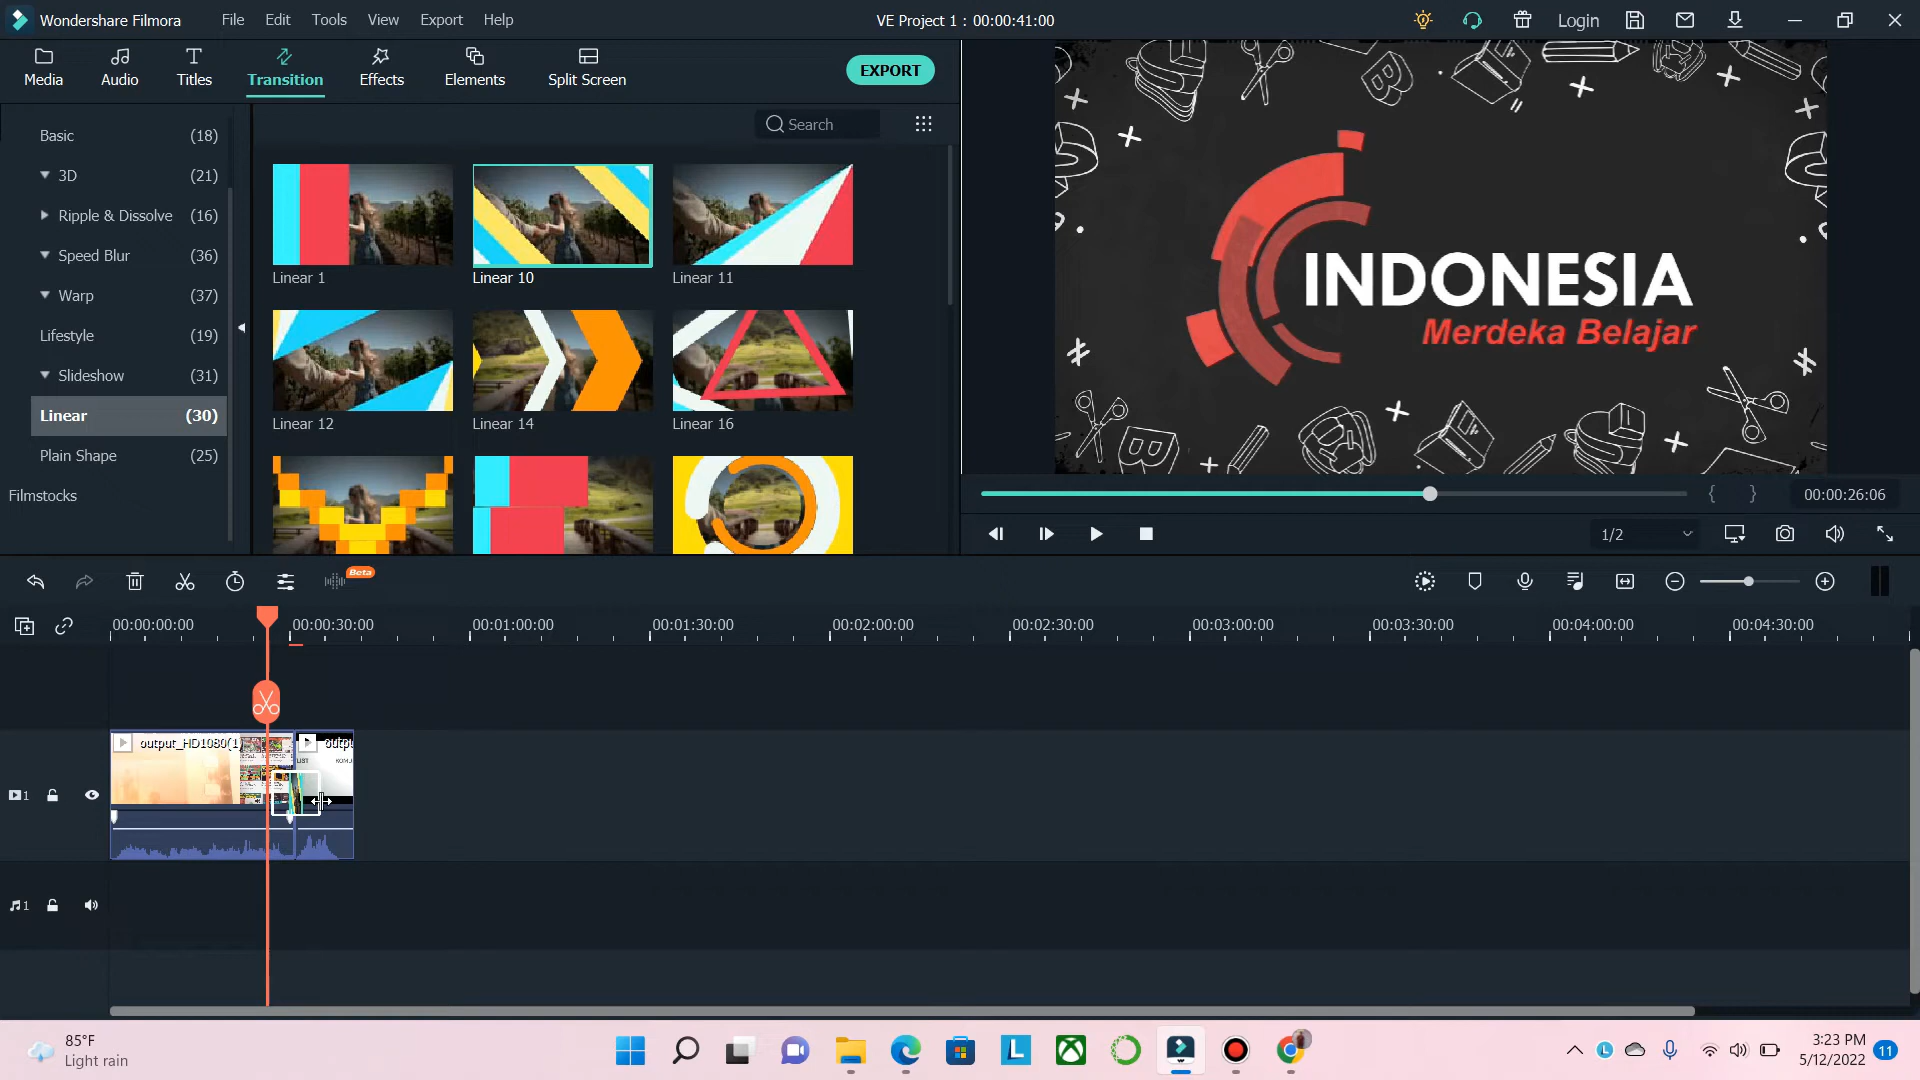 Wondershare Filmora
File
Edit
Tools
View
Export
Help
VE Project 1 : 00:00:41:00
Login
Media
Audio
Titles
Transition
Effects
Elements
Split Screen
EXPORT
Basic (18)
3D (21)
Ripple & Dissolve (16)
Speed Blur (36)
Warp (37)
Lifestyle (19)
Slideshow (31)
Linear (30)
Plain Shape (25)
Filmstocks
Search
Linear 1
Linear 10
Linear 11
Linear 12
Linear 14
Linear 16
B
INDONESIA
Merdeka Belajar
B
{ }
00:00:26:06
1/2
Beta
00:00:00:00
00:00:30:00
00:01:00:00
00:01:30:00
00:02:00:00
00:02:30:00
00:03:00:00
00:03:30:00
00:04:00:00
00:04:30:00
output_HD1080(1)
outpu
LIST
KOMU
1
1
85°F
Light rain
L
L
3:23 PM
5/12/2022
11